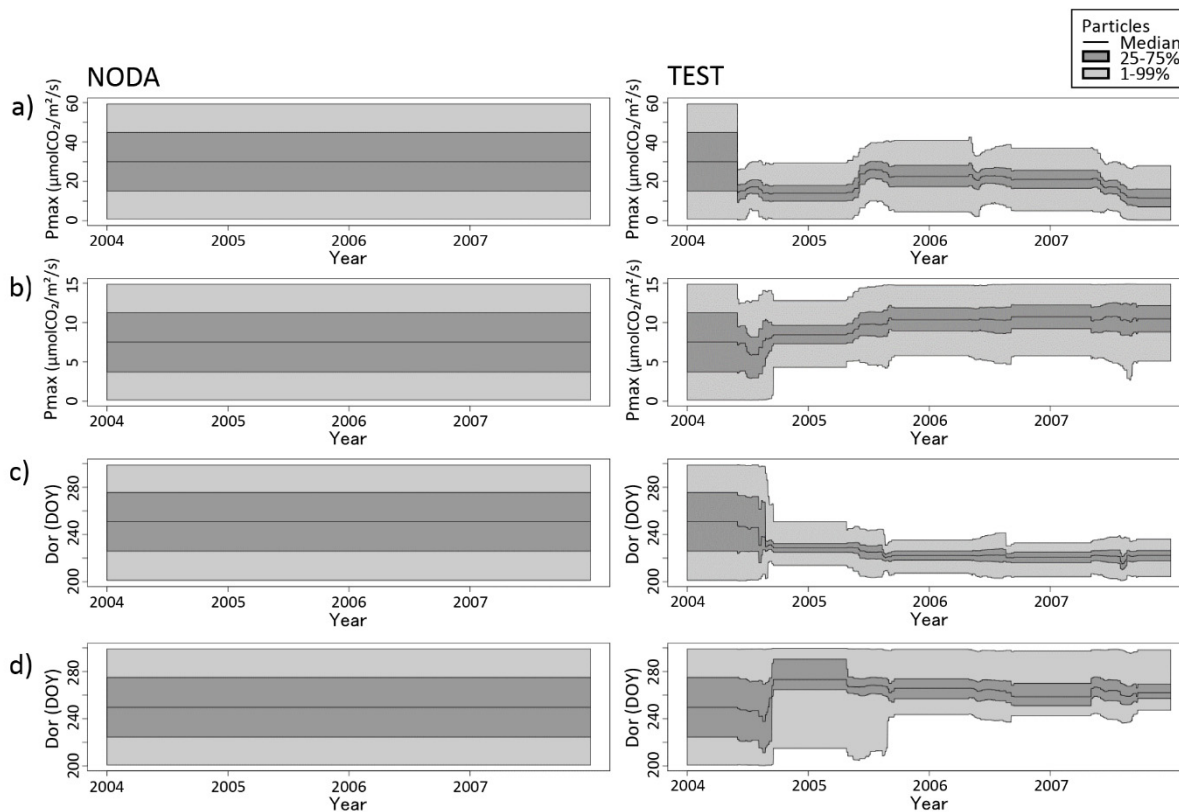 Particles
Median
25-75%
1-99%
NODA
TEST
a)
Pmax (μmolCO₂/m²/s)
0 20 40 60
2004 2005 2006 2007
Year
Pmax (μmolCO₂/m²/s)
0 20 40 60
2004 2005 2006 2007
Year
b)
Pmax (μmolCO₂/m²/s)
0 5 10 15
2004 2005 2006 2007
Year
Pmax (μmolCO₂/m²/s)
0 5 10 15
2004 2005 2006 2007
Year
c)
Dor (DOY)
200 240 280
2004 2005 2006 2007
Year
Dor (DOY)
200 240 280
2004 2005 2006 2007
Year
d)
Dor (DOY)
200 240 280
2004 2005 2006 2007
Year
Dor (DOY)
200 240 280
2004 2005 2006 2007
Year